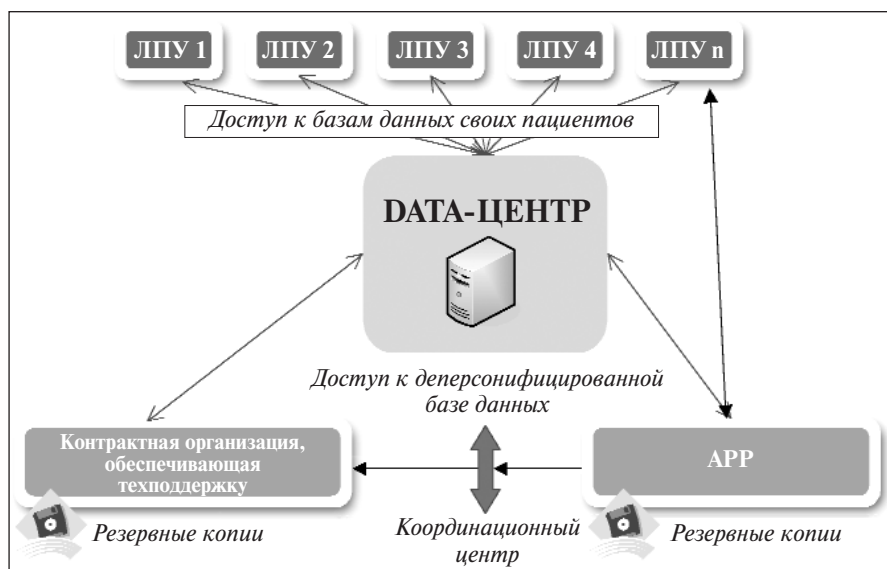 ЛПУ 1 ЛПУ 2 ЛПУ 3 ЛПУ 4 ЛПУ n
Доступ к базам данных своих пациентов
DATA-ЦЕНТР
Доступ к деперсонифицированной
базе данных
Контрактная организация,
обеспечивающая
техподдержку
АРР
Резервные копии
Координационный
центр
Резервные копии